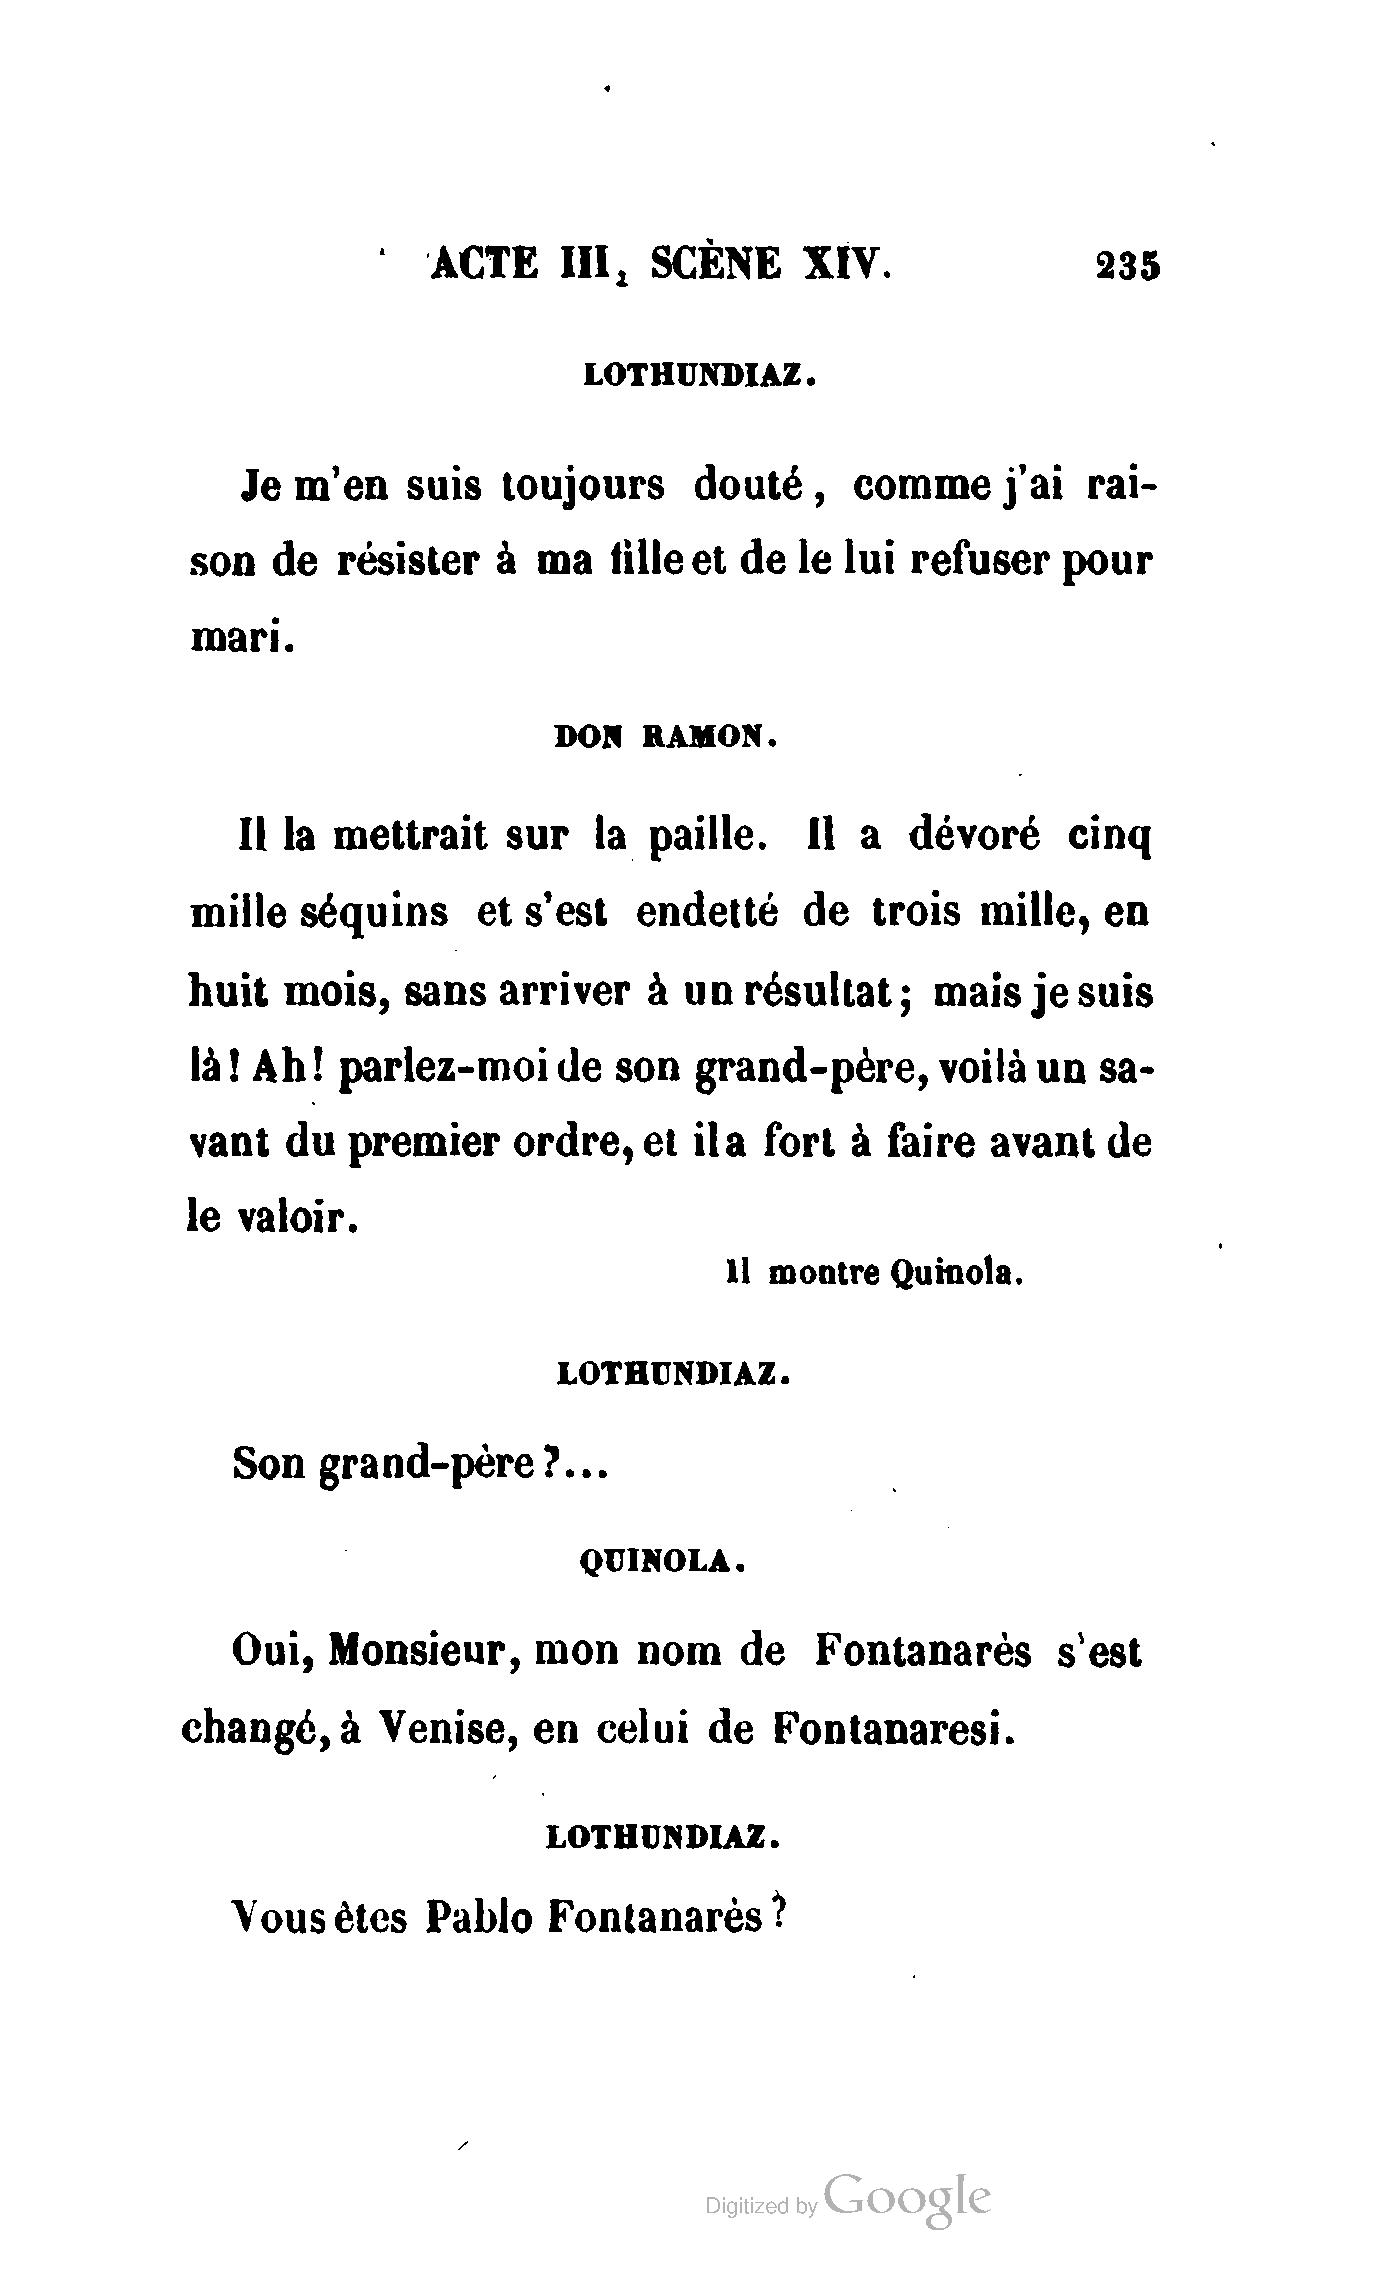 ACTE III, SCÈNE XIV. 235
LOTHUNDIAZ.
Je m'en suis toujours douté, comme j'ai rai-
son de résister à ma fille et de le lui refuser pour
mari.
DON RAMON.
Il la mettrait sur la paille. Il a dévoré cinq
mille séquins et s'est endetté de trois mille, en
huit mois, sans arriver à un résultat; mais je suis
là! Ah! parlez-moi de son grand-père, voilà un sa-
vant du premier ordre, et il a fort à faire avant de
le valoir.
Il montre Quinola.
LOTHUNDIAZ.
Son grand-père?...
QUINOLA.
Oui, Monsieur, mon nom de Fontanarès s'est
changé, à Venise, en celui de Fontanaresi.
LOTHUNDIAZ.
Vous êtes Pablo Fontanarès?
Digitized by Google